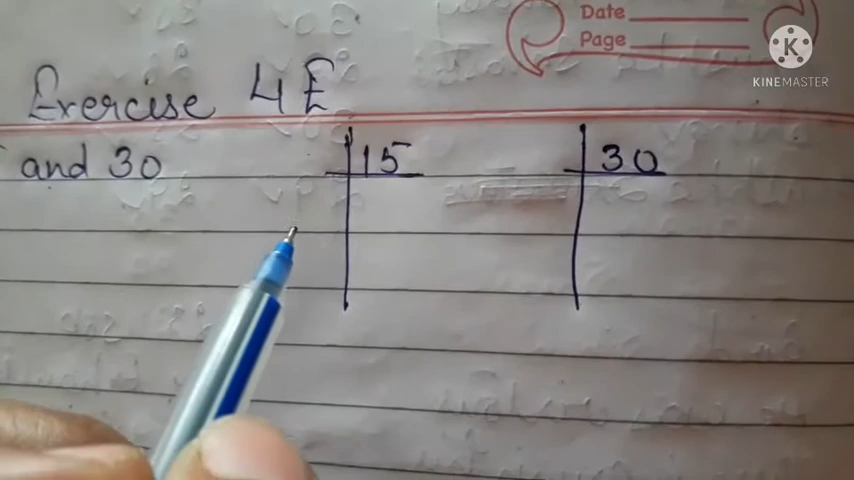 Date
Page
KINEMASTER
Exercise 4E
and 30
15
30